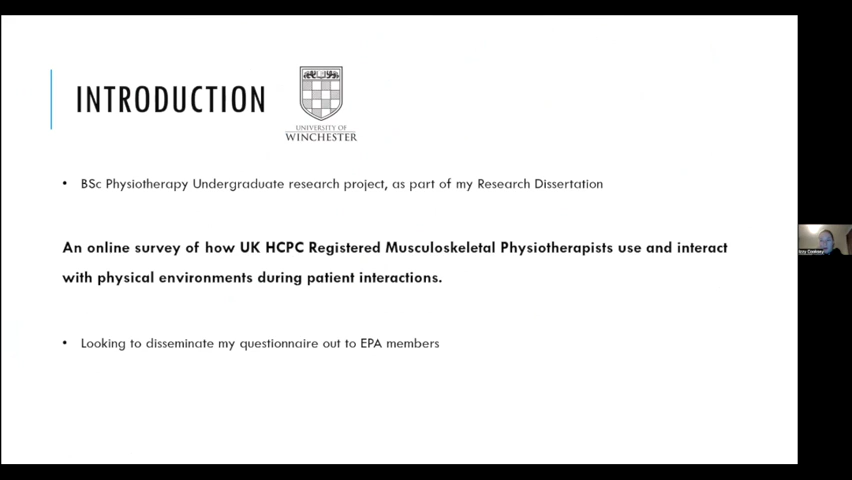 INTRODUCTION
UNIVERSITY OF
WINCHESTER
• BSc Physiotherapy Undergraduate research project, as part of my Research Dissertation
An online survey of how UK HCPC Registered Musculoskeletal Physiotherapists use and interact
with physical environments during patient interactions.
• Looking to disseminate my questionnaire out to EPA members